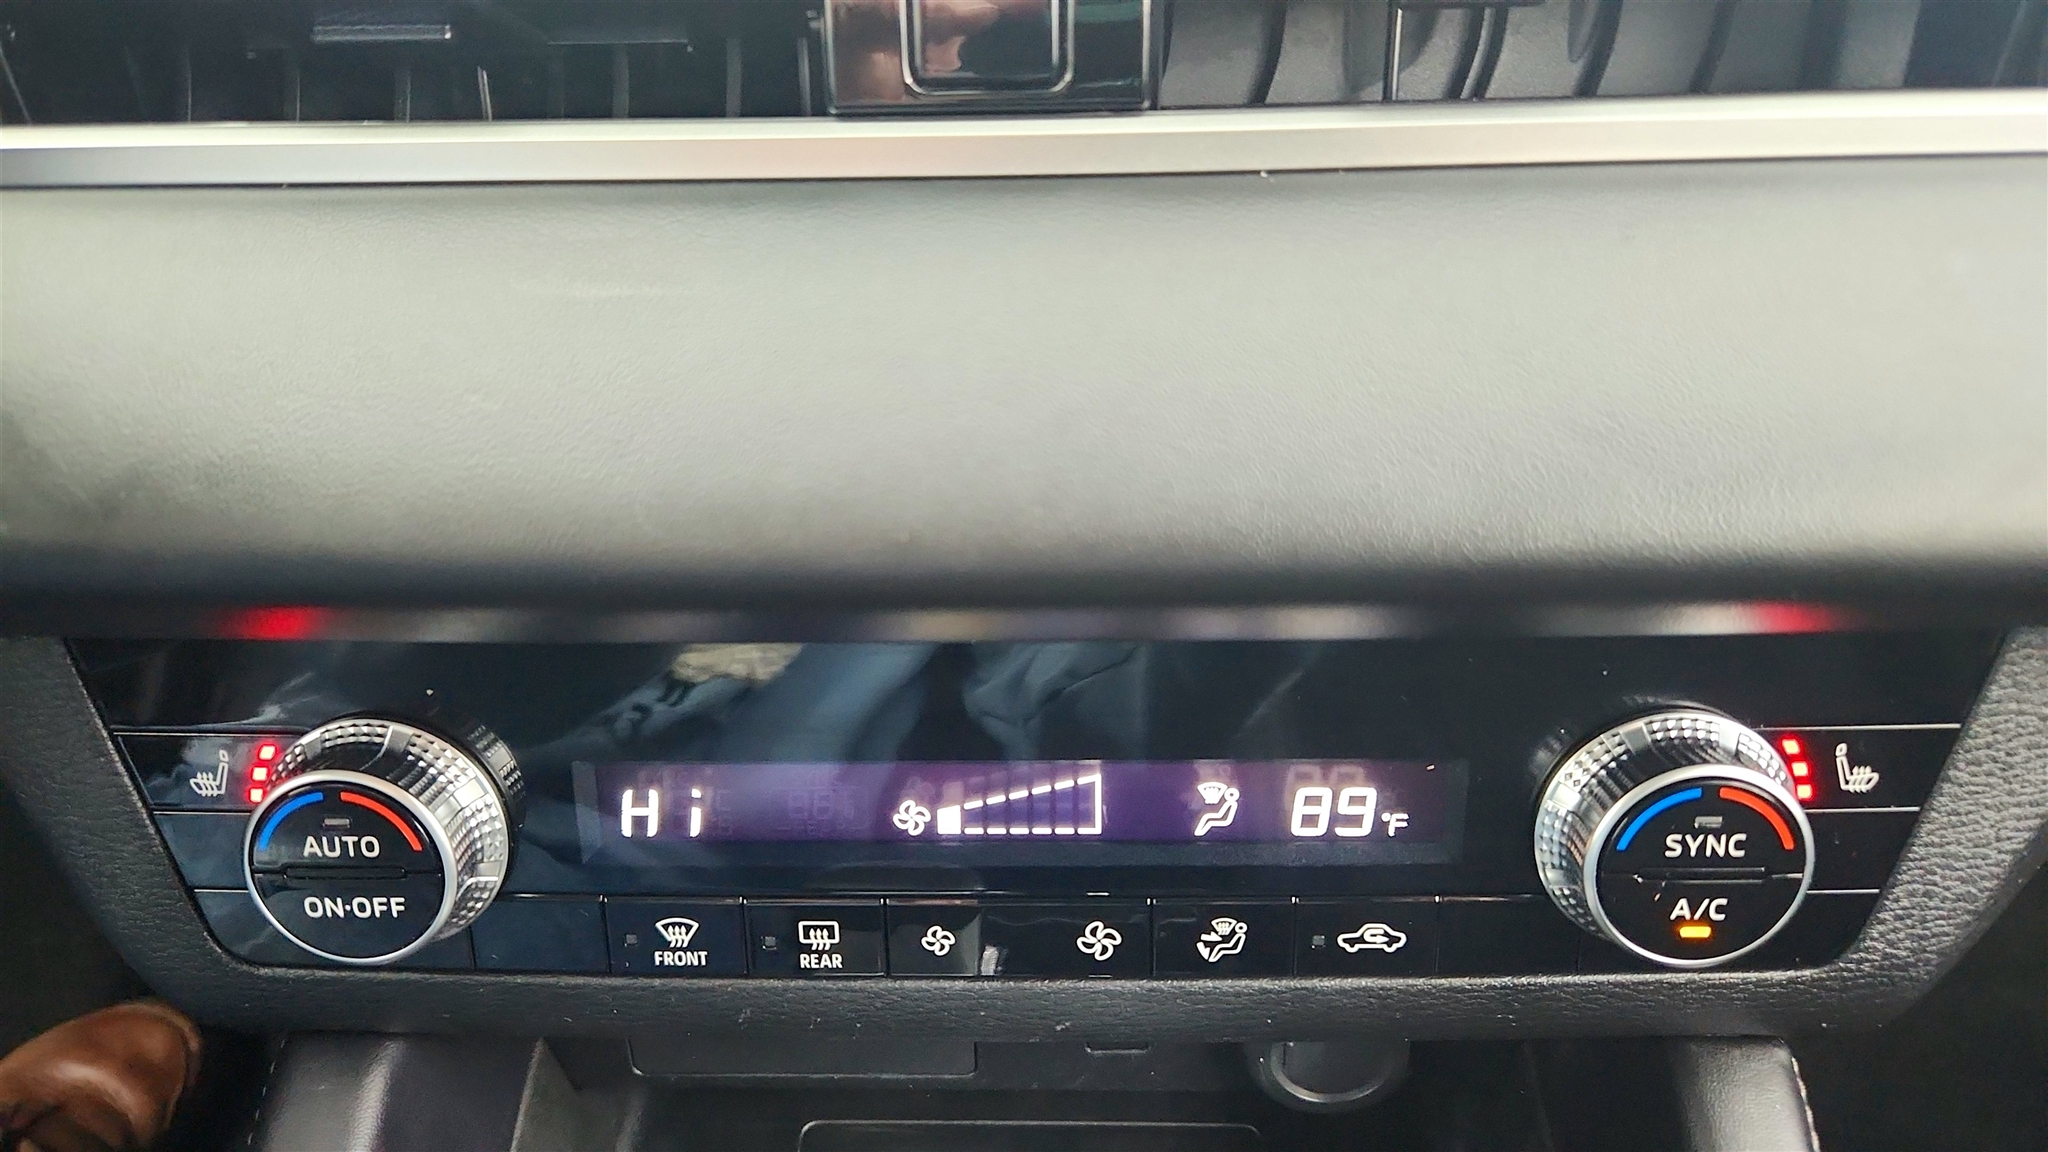 Hi 89°F
AUTO
ON·OFF
SYNC
A/C
FRONT
REAR